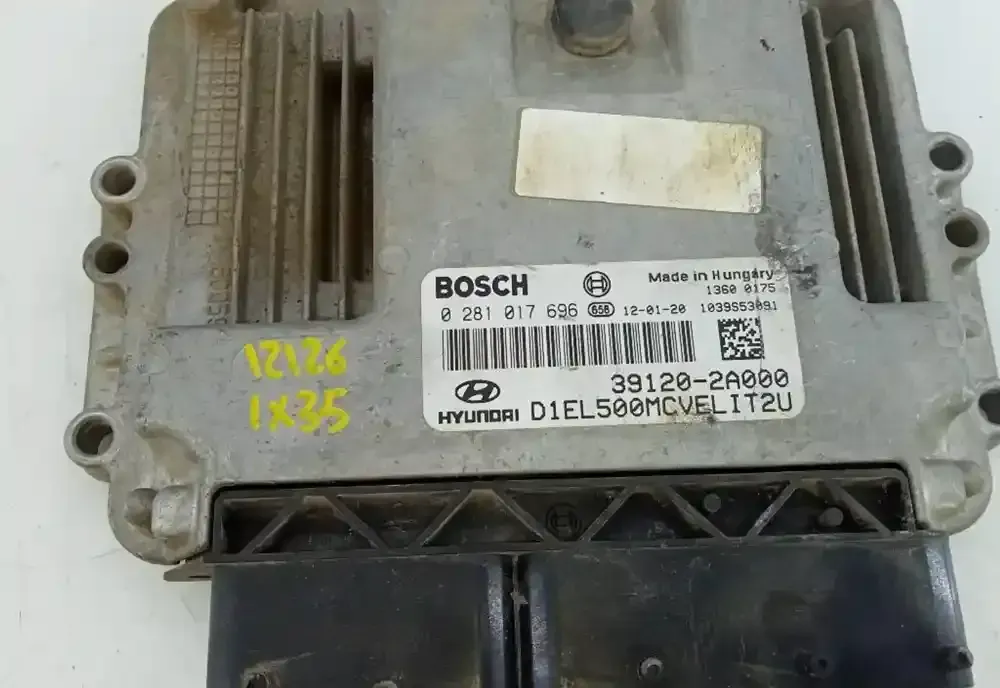 BOSCH
Made in Hungary
1360 0175
0 281 017 696 658 12-01-20 1039S53091
39120-2A000
HYUNDAI D1EL500MCVELIT2U
12126
IX35